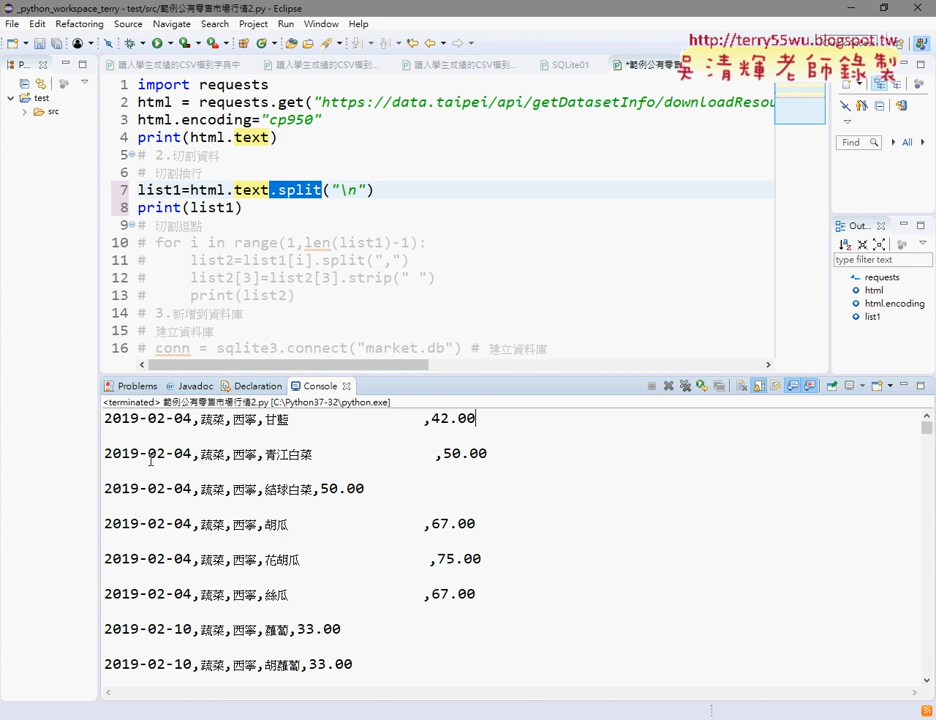 _python_workspace_terry - test/src/範例公有零售市場行情2.py - Eclipse
File Edit Refactoring Source Navigate Search Project Run Window Help
http://terry55wu.blogspot.tw
吳清輝老師錄製
P...
讀入學生成績的CSV檔到字典中
讀入學生成績的CSV檔到...
讀入學生成績的CSV檔到...
SQLite01
*範例公有零售
test
src
1 import requests
2 html = requests.get("https://data.taipei/api/getDatasetInfo/downloadResou
3 html.encoding="cp950"
4 print(html.text)
5 # 2.切割資料
6 # 切割換行
7 list1=html.text.split("\n")
8 print(list1)
9 # 切割逗點
10 # for i in range(1,len(list1)-1):
11 #     list2=list1[i].split(",")
12 #     list2[3]=list2[3].strip(" ")
13 #     print(list2)
14 # 3.新增到資料庫
15 # 建立資料庫
16 # conn = sqlite3.connect("market.db") # 建立資料庫
Find
All
Out...
type filter text
requests
html
html.encoding
list1
Problems Javadoc Declaration Console
<terminated> 範例公有零售市場行情2.py [C:\Python37-32\python.exe]
2019-02-04,蔬菜,西寧,甘藍 ,42.00
2019-02-04,蔬菜,西寧,青江白菜 ,50.00
2019-02-04,蔬菜,西寧,結球白菜,50.00
2019-02-04,蔬菜,西寧,胡瓜 ,67.00
2019-02-04,蔬菜,西寧,花胡瓜 ,75.00
2019-02-04,蔬菜,西寧,絲瓜 ,67.00
2019-02-10,蔬菜,西寧,蘿蔔,33.00
2019-02-10,蔬菜,西寧,胡蘿蔔,33.00